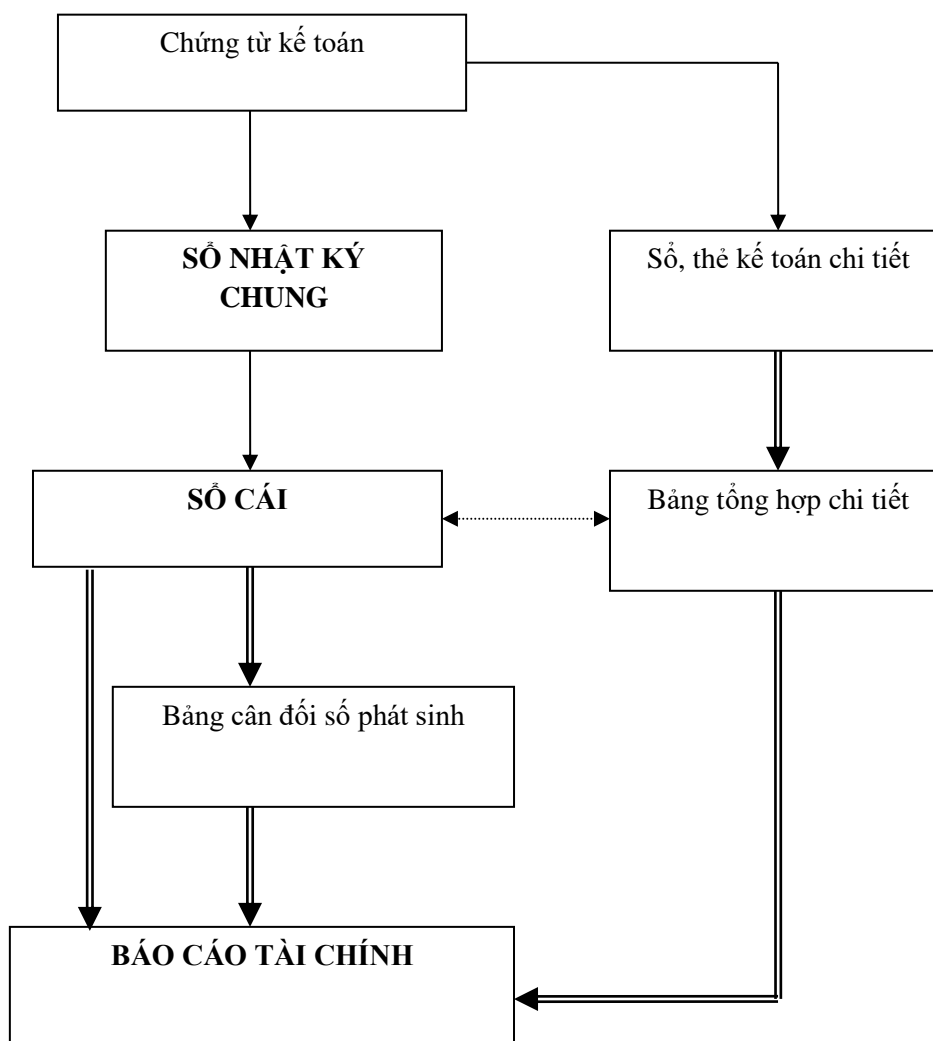 Chứng từ kế toán
SỔ NHẬT KÝ
CHUNG
Sổ, thẻ kế toán chi tiết
SỔ CÁI
Bảng tổng hợp chi tiết
Bảng cân đối số phát sinh
BÁO CÁO TÀI CHÍNH